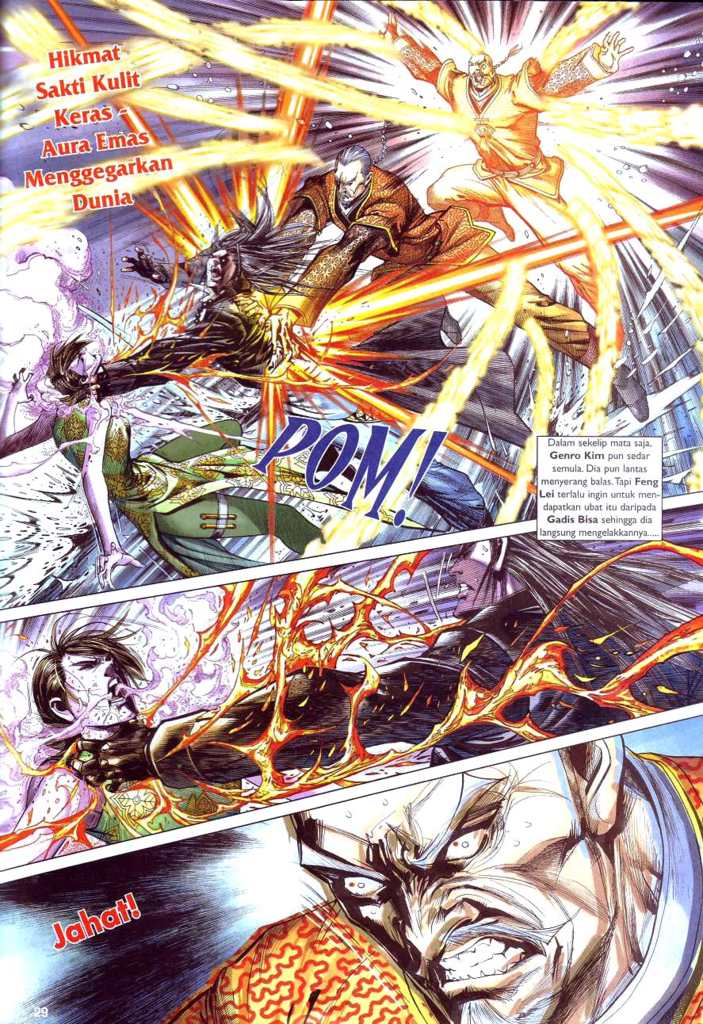 Hikmat
Sakti Kulit
Keras -
Aura Emas
Menggegarkan
Dunia
POM!
Dalam sekelip mata saja,
Genro Kim pun sedar
semula. Dia pun lantas
menyerang balas. Tapi Feng
Lei terlalu ingin untuk men-
dapatkan ubat itu daripada
Gadis Bisa sehingga dia
langsung mengelakkannya.....
Jahat!
29